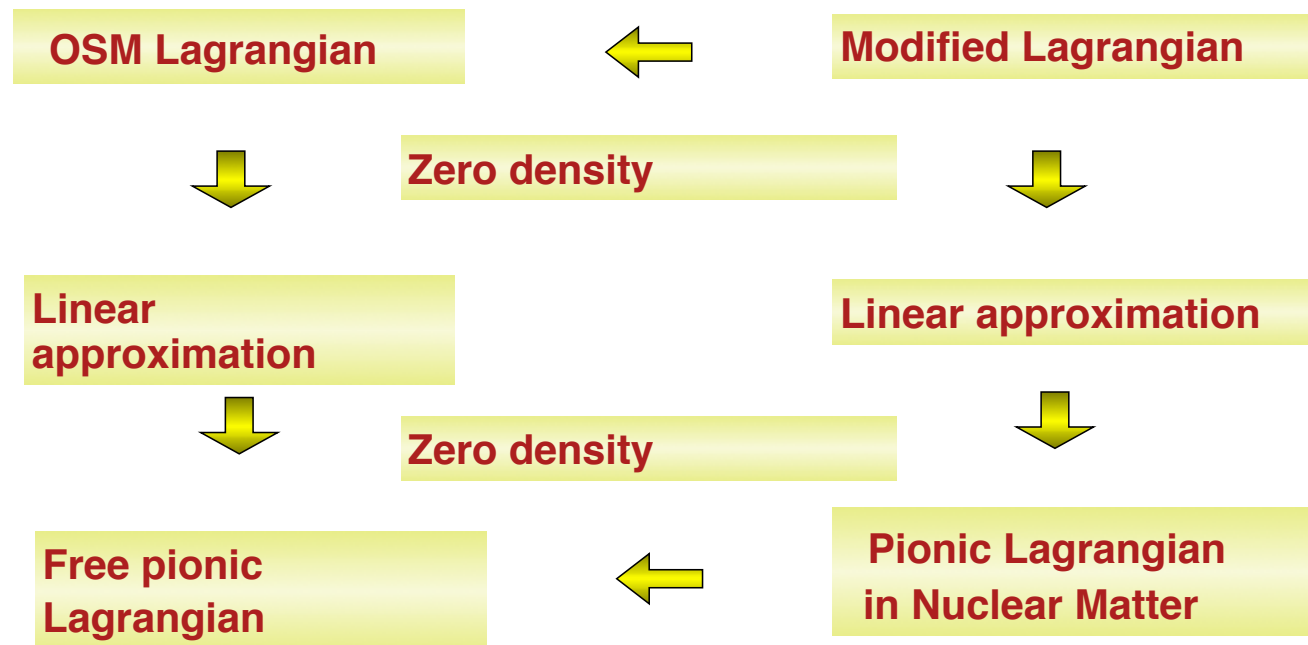 OSM Lagrangian
Modified Lagrangian
Zero density
Linear
approximation
Linear approximation
Zero density
Free pionic
Lagrangian
Pionic Lagrangian
in Nuclear Matter